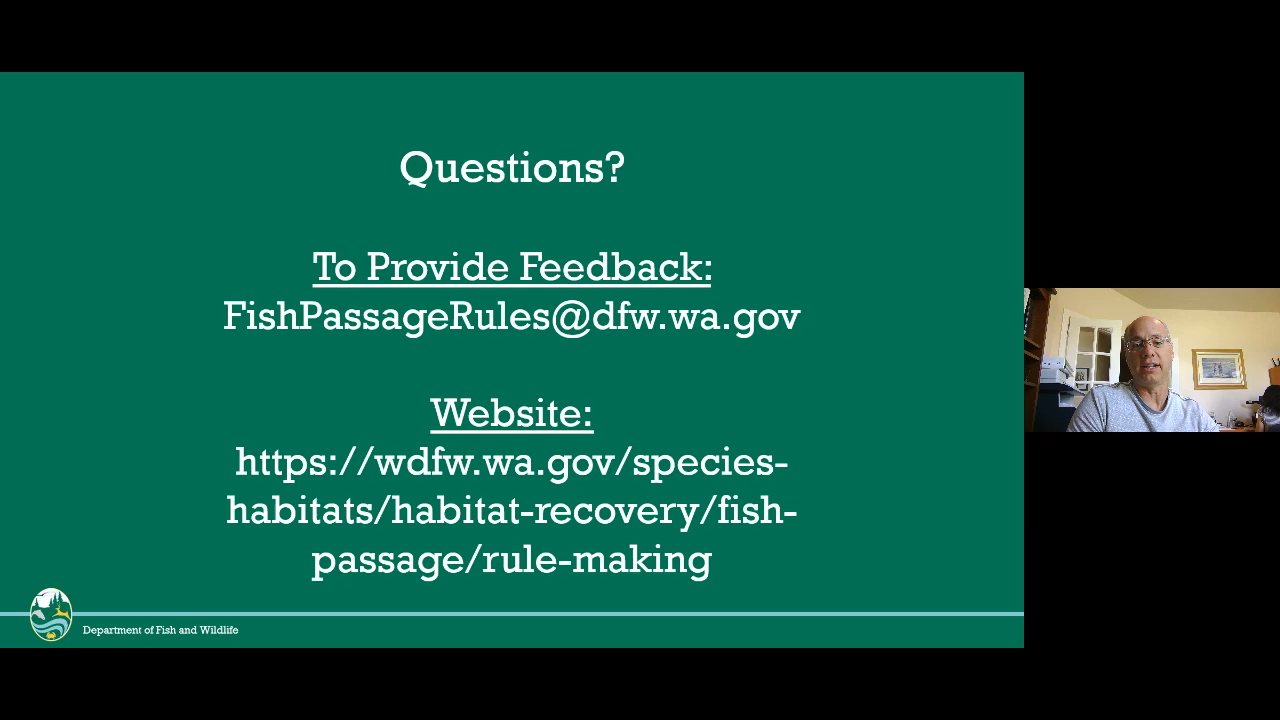 Questions?
To Provide Feedback:
FishPassageRules@dfw.wa.gov
Website:
https://wdfw.wa.gov/species-
habitats/habitat-recovery/fish-
passage/rule-making
Department of Fish and Wildlife